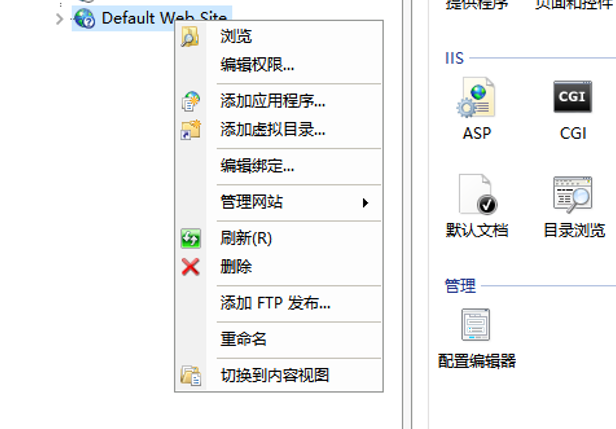 Default Web Site
浏览
编辑权限...
添加应用程序...
添加虚拟目录...
编辑绑定...
管理网站
刷新(R)
删除
添加 FTP 发布...
重命名
切换到内容视图
提供程序 页面和控件
IIS
CGI
ASP CGI
默认文档 目录浏览
管理
配置编辑器